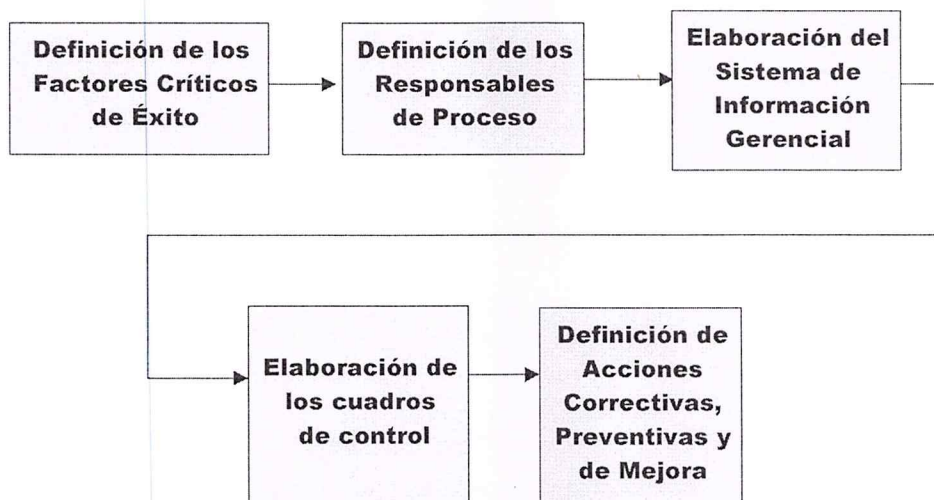 Definición de los
Factores Críticos
de Éxito
Definición de los
Responsables
de Proceso
Elaboración del
Sistema de
Información
Gerencial
Elaboración de
los cuadros
de control
Definición de
Acciones
Correctivas,
Preventivas y
de Mejora